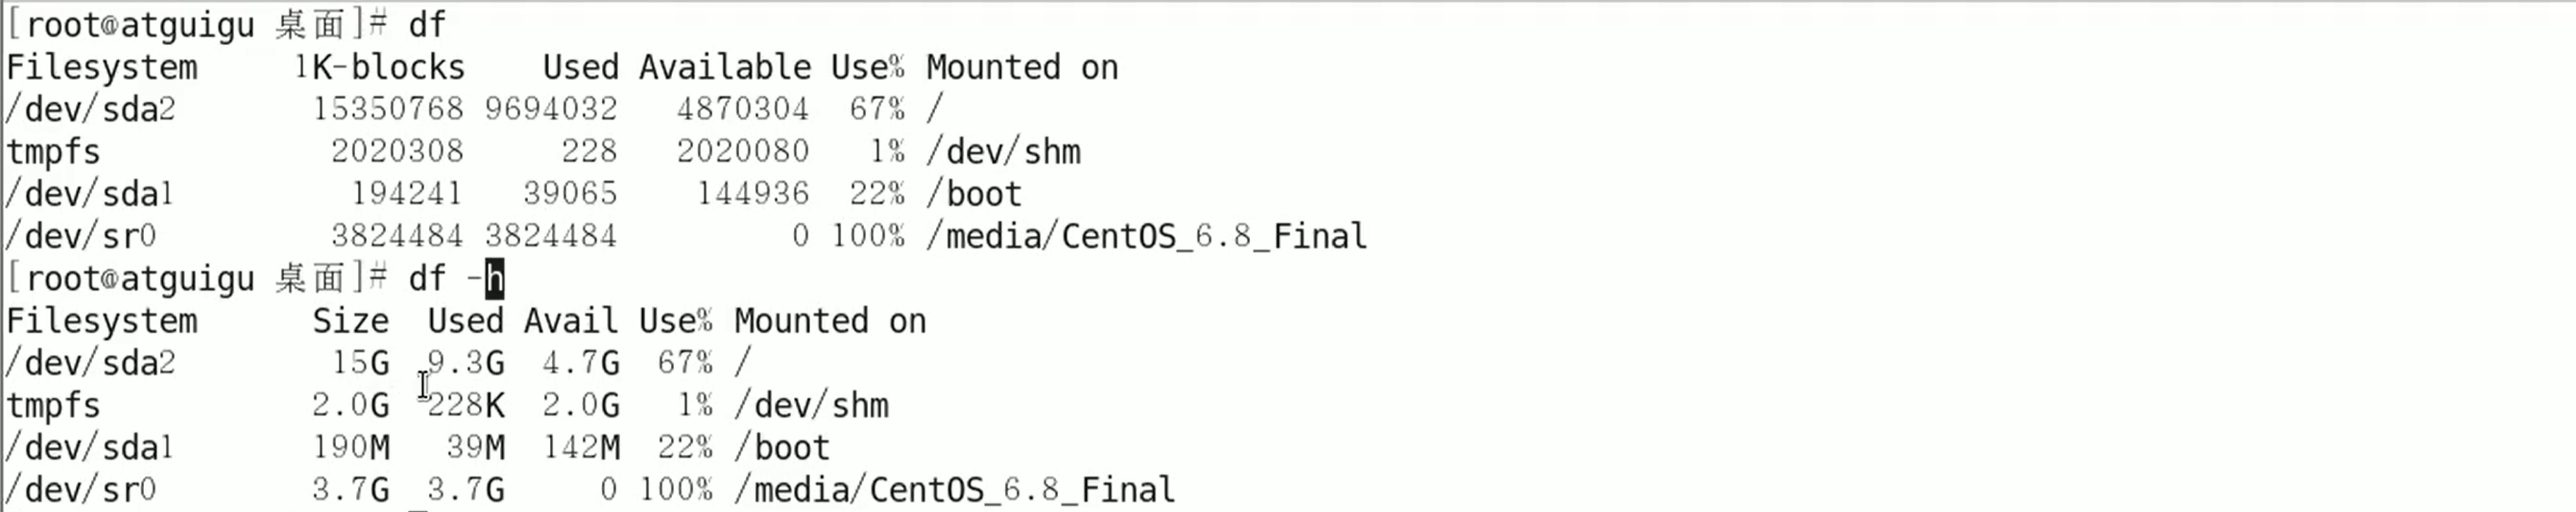 [root@atguigu 桌面]# df
Filesystem     1K-blocks    Used Available Use% Mounted on
/dev/sda2       15350768 9694032   4870304  67% /
tmpfs            2020308     228   2020080   1% /dev/shm
/dev/sda1         194241   39065    144936  22% /boot
/dev/sr0         3824484 3824484         0 100% /media/CentOS_6.8_Final
[root@atguigu 桌面]# df -h
Filesystem      Size  Used Avail Use% Mounted on
/dev/sda2        15G  9.3G  4.7G  67% /
tmpfs           2.0G  228K  2.0G   1% /dev/shm
/dev/sda1       190M   39M  142M  22% /boot
/dev/sr0        3.7G  3.7G     0 100% /media/CentOS_6.8_Final